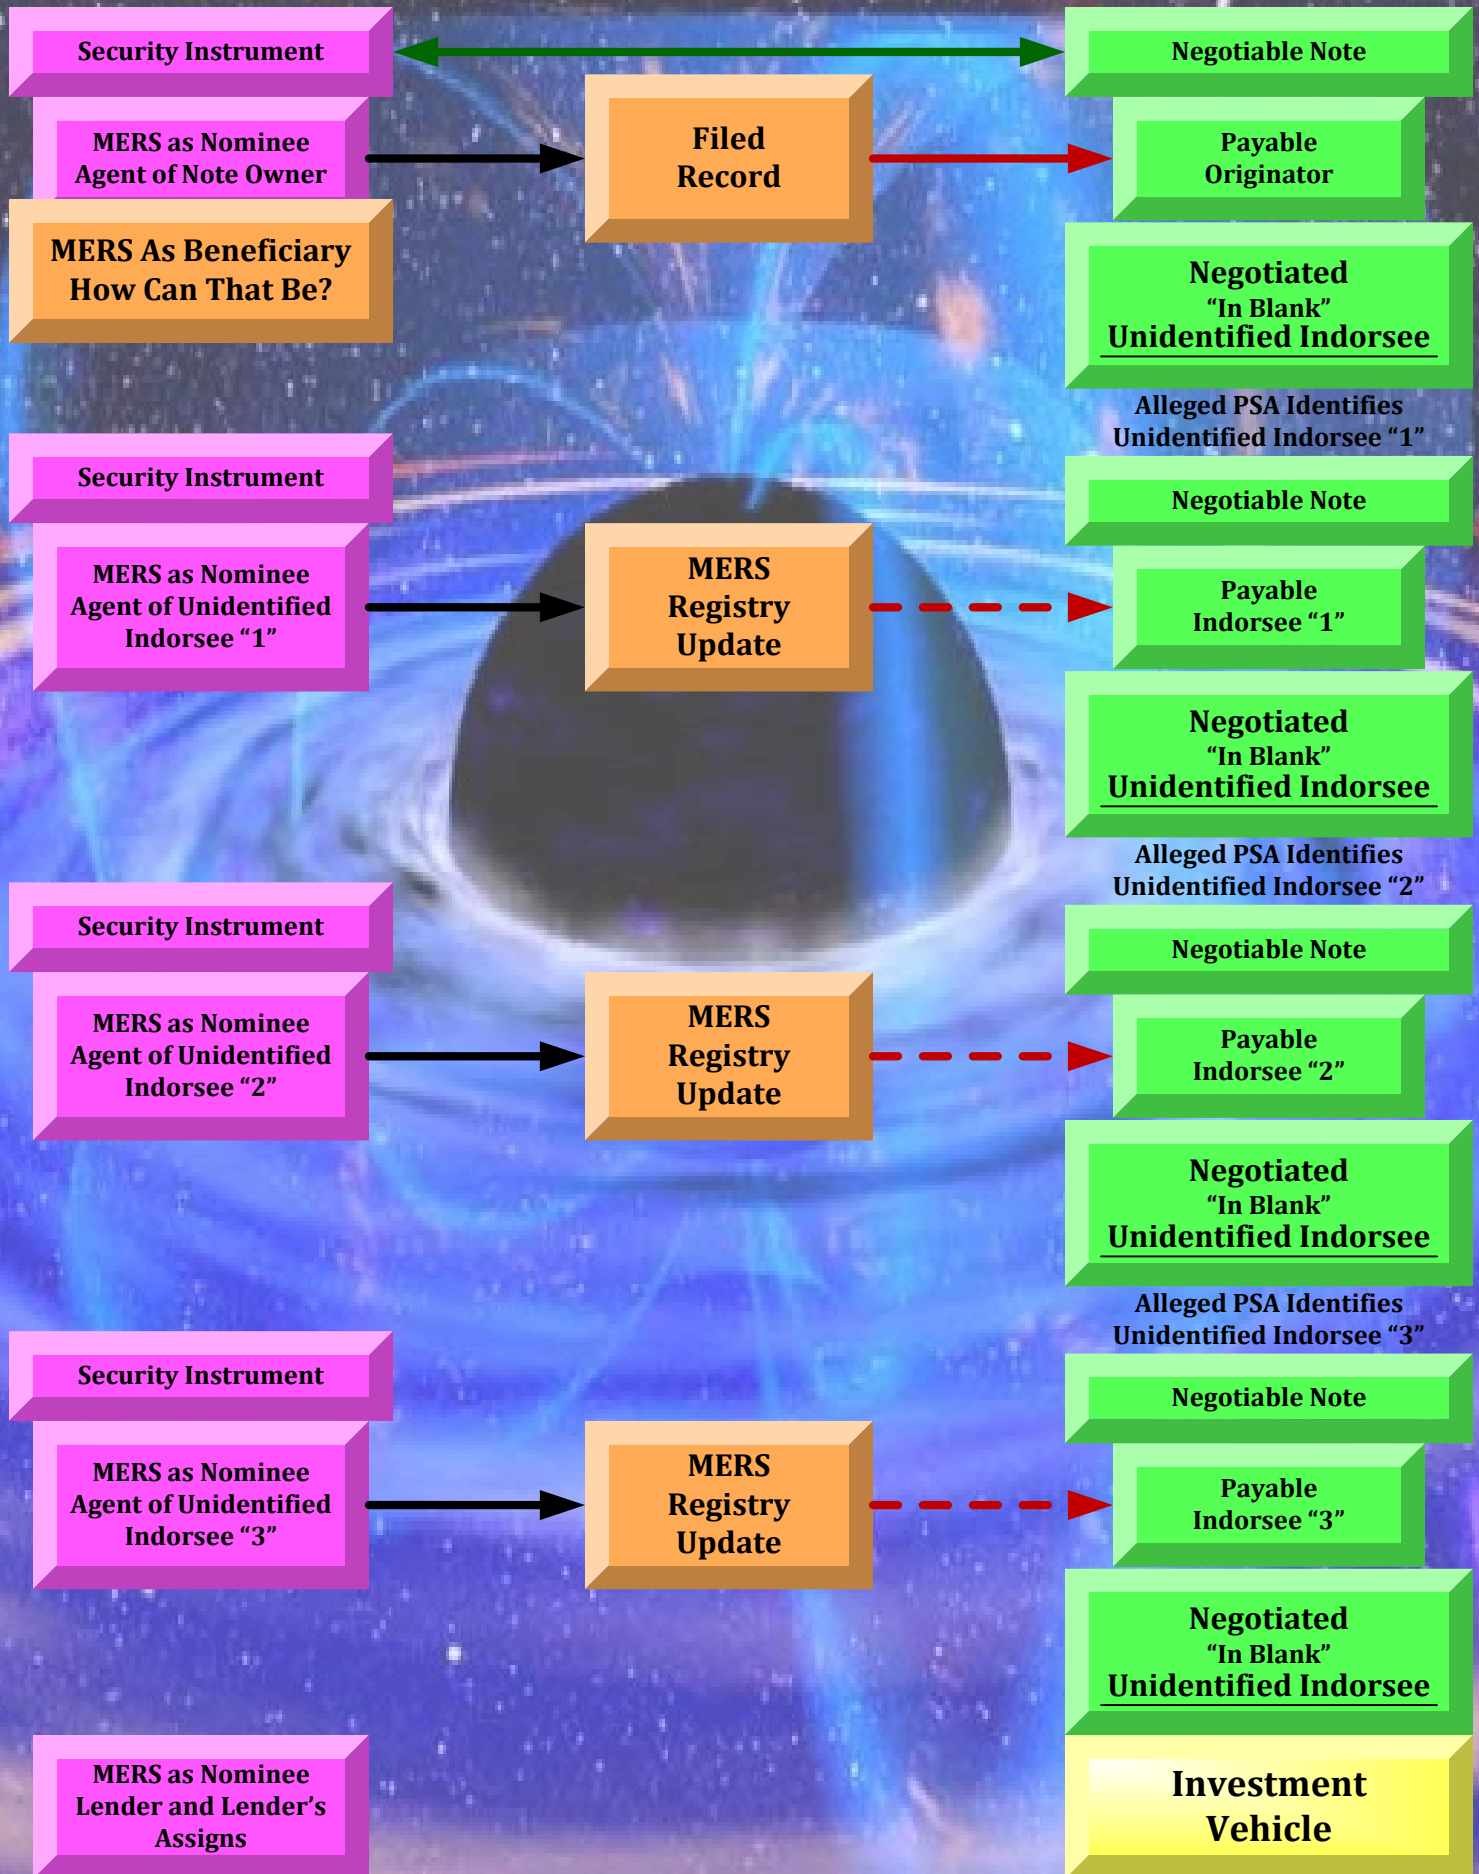 Security Instrument
Negotiable Note
MERS as Nominee
Agent of Note Owner
Filed
Record
Payable
Originator
MERS As Beneficiary
How Can That Be?
Negotiated
“In Blank”
Unidentified Indorsee
Alleged PSA Identifies
Unidentified Indorsee “1”
Security Instrument
Negotiable Note
MERS as Nominee
Agent of Unidentified
Indorsee “1”
MERS
Registry
Update
Payable
Indorsee “1”
Negotiated
“In Blank”
Unidentified Indorsee
Alleged PSA Identifies
Unidentified Indorsee “2”
Security Instrument
Negotiable Note
MERS as Nominee
Agent of Unidentified
Indorsee “2”
MERS
Registry
Update
Payable
Indorsee “2”
Negotiated
“In Blank”
Unidentified Indorsee
Alleged PSA Identifies
Unidentified Indorsee “3”
Security Instrument
Negotiable Note
MERS as Nominee
Agent of Unidentified
Indorsee “3”
MERS
Registry
Update
Payable
Indorsee “3”
Negotiated
“In Blank”
Unidentified Indorsee
MERS as Nominee
Lender and Lender’s
Assigns
Investment
Vehicle